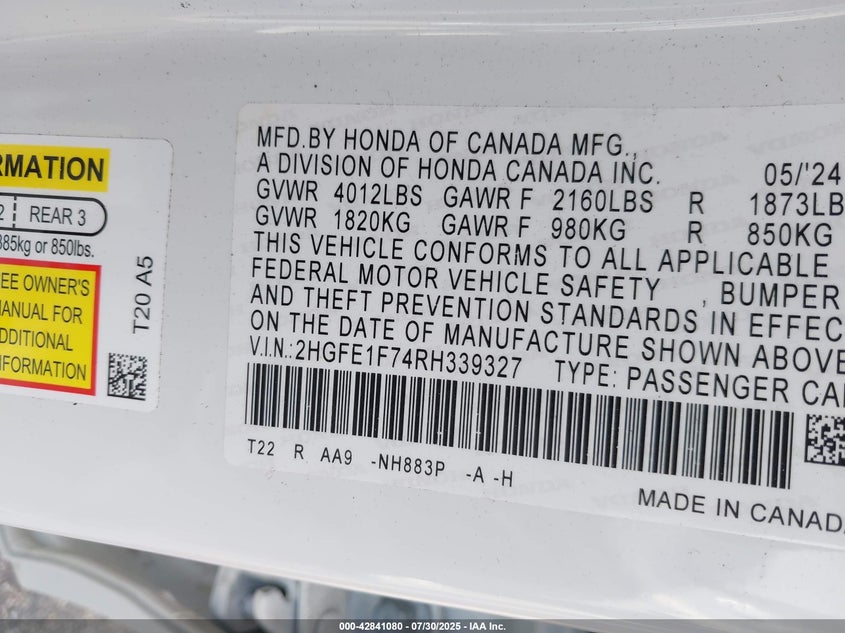 RMATION
2 REAR 3
885kg or 850lbs.
EE OWNER'S
MANUAL FOR
DDITIONAL
NFORMATION
T20 A5
MFD.BY HONDA OF CANADA MFG.,
A DIVISION OF HONDA CANADA INC. 05/'24
GVWR 4012LBS GAWR F 2160LBS R 1873LB
GVWR 1820KG GAWR F 980KG R 850KG
THIS VEHICLE CONFORMS TO ALL APPLICABLE
FEDERAL MOTOR VEHICLE SAFETY , BUMPER
AND THEFT PREVENTION STANDARDS IN EFFEC
ON THE DATE OF MANUFACTURE SHOWN ABOVE
V.I.N.:2HGFE1F74RH339327 TYPE: PASSENGER CA
T22 R AA9 -NH883P -A -H
MADE IN CANADA
000-42841080 - 07/30/2025 - IAA Inc.